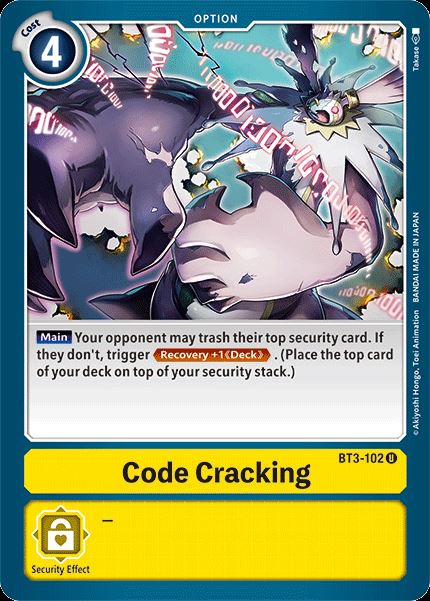 OPTION
Cost
4
Takase
Main Your opponent may trash their top security card. If
they don't, trigger Recovery +1《Deck》. (Place the top card
of your deck on top of your security stack.)
© Akiyoshi Hongo, Toei Animation BANDAI MADE IN JAPAN
BT3-102 U
Code Cracking
–
Security Effect